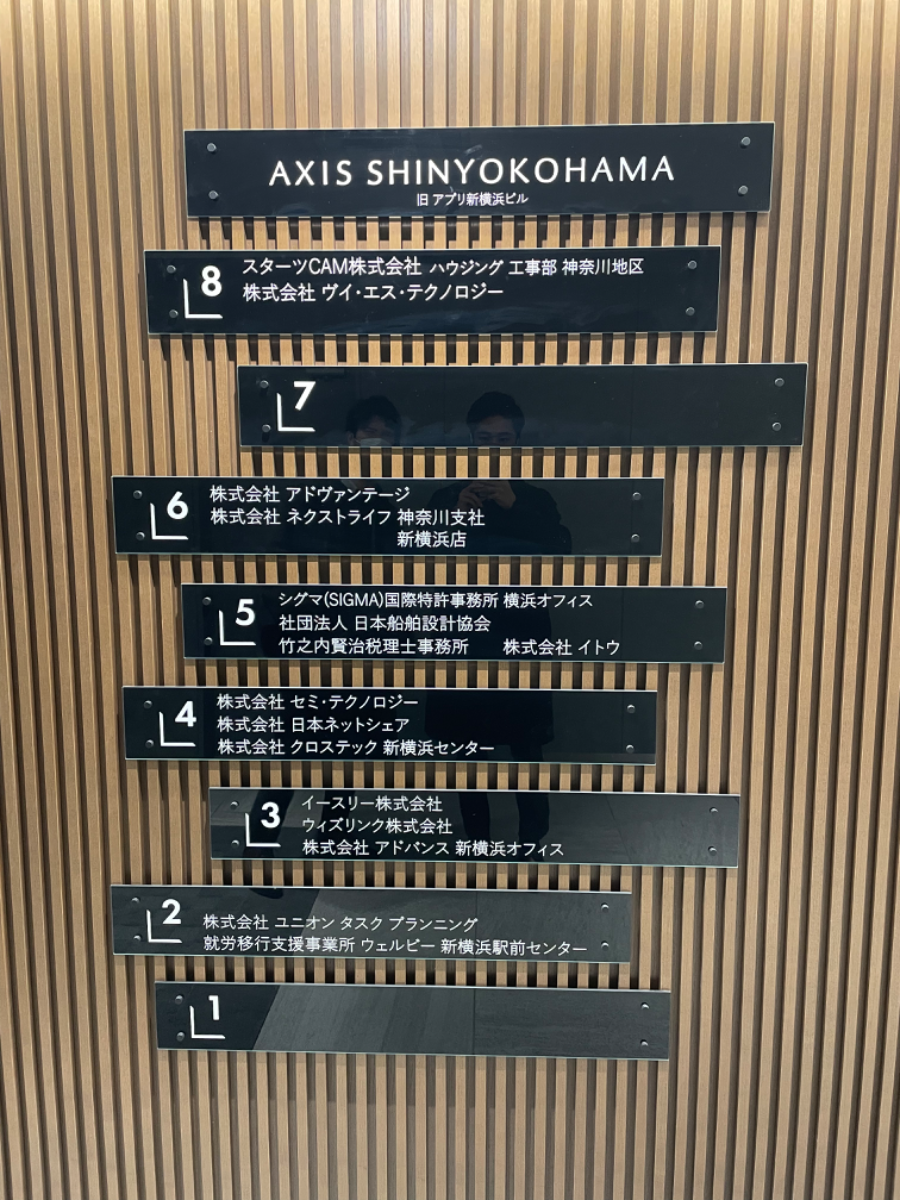 AXIS SHINYOKOHAMA
旧 アプリ新横浜ビル
8
スターツCAM株式会社 ハウジング 工事部 神奈川地区
株式会社 ヴイ・エス・テクノロジー
7
6
株式会社 アドヴァンテージ
株式会社 ネクストライフ 神奈川支社
新横浜店
5
シグマ(SIGMA)国際特許事務所 横浜オフィス
社団法人 日本船舶設計協会
竹之内賢治税理士事務所 株式会社 イトウ
4
株式会社 セミ・テクノロジー
株式会社 日本ネットシェア
株式会社 クロステック 新横浜センター
3
イースリー株式会社
ウィズリンク株式会社
株式会社 アドバンス 新横浜オフィス
2
株式会社 ユニオン タスク プランニング
就労移行支援事業所 ウェルビー 新横浜駅前センター
1